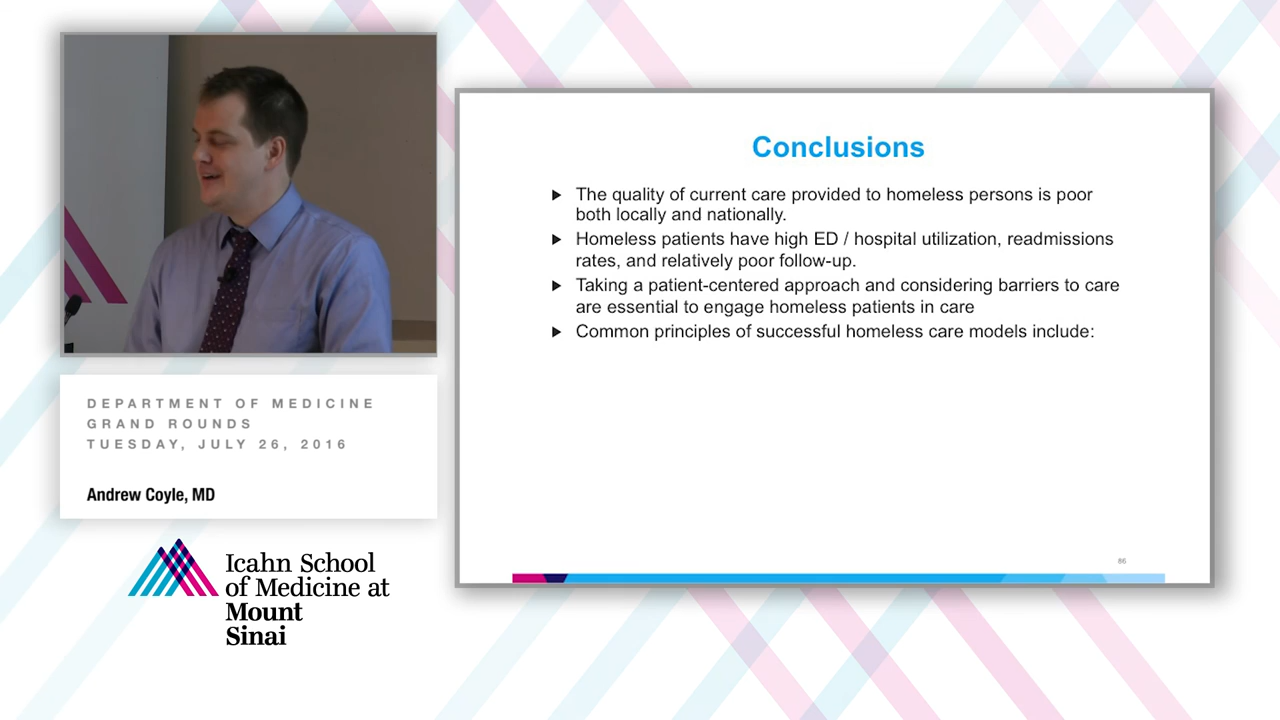 DEPARTMENT OF MEDICINE
GRAND ROUNDS
TUESDAY, JULY 26, 2016
Andrew Coyle, MD
Icahn School
of Medicine at
Mount
Sinai
Conclusions
The quality of current care provided to homeless persons is poor
both locally and nationally.
Homeless patients have high ED / hospital utilization, readmissions
rates, and relatively poor follow-up.
Taking a patient-centered approach and considering barriers to care
are essential to engage homeless patients in care
Common principles of successful homeless care models include: